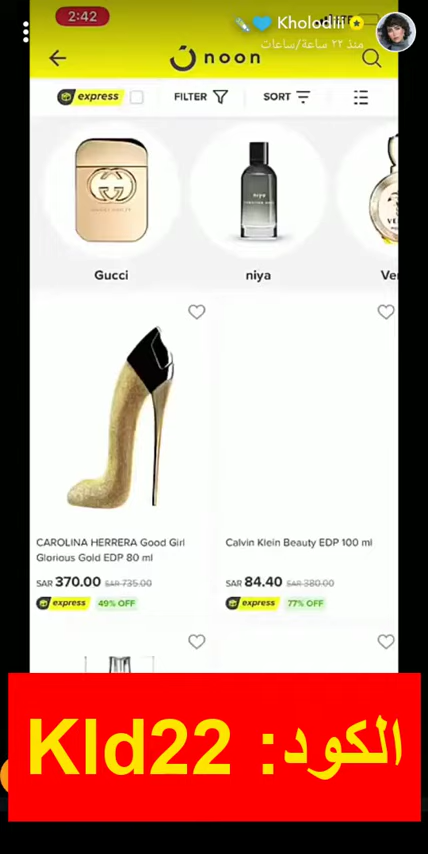 2:42
Kholodiii
منذ ٢٢ ساعة/ساعات
noon
express
FILTER
SORT
Gucci
niya
Ver
CAROLINA HERRERA Good Girl
Glorious Gold EDP 80 ml
SAR 370.00 SAR 735.00
express 49% OFF
Calvin Klein Beauty EDP 100 ml
SAR 84.40 SAR 380.00
express 77% OFF
الكود: Kld22